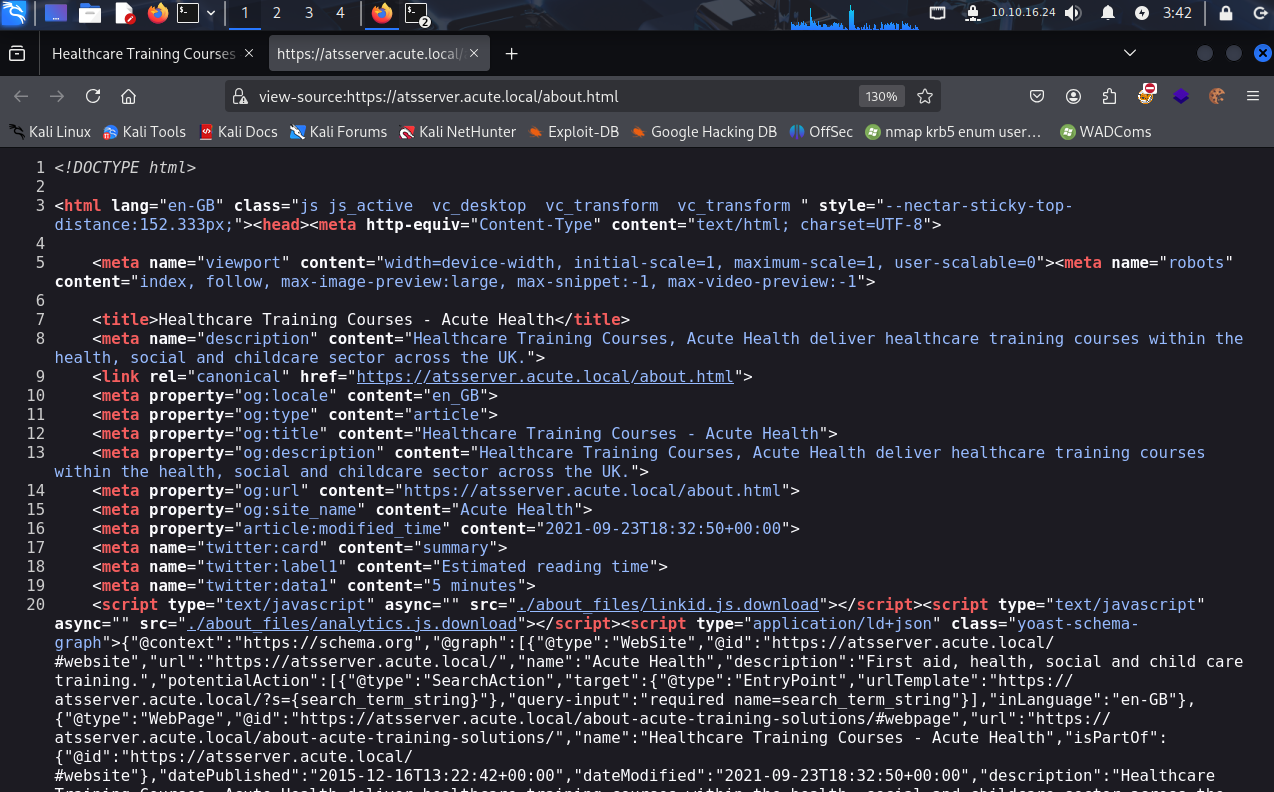 1 2 3 4 2 10.10.16.24 3:42
Healthcare Training Courses https://atsserver.acute.local/
view-source:https://atsserver.acute.local/about.html 130%
Kali Linux Kali Tools Kali Docs Kali Forums Kali NetHunter Exploit-DB Google Hacking DB OffSec nmap krb5 enum user… WADComs
1 <!DOCTYPE html>
2
3 <html lang="en-GB" class="js js_active  vc_desktop  vc_transform  vc_transform " style="--nectar-sticky-top-
distance:152.333px;"><head><meta http-equiv="Content-Type" content="text/html; charset=UTF-8">
4
5     <meta name="viewport" content="width=device-width, initial-scale=1, maximum-scale=1, user-scalable=0"><meta name="robots"
content="index, follow, max-image-preview:large, max-snippet:-1, max-video-preview:-1">
6
7     <title>Healthcare Training Courses - Acute Health</title>
8     <meta name="description" content="Healthcare Training Courses, Acute Health deliver healthcare training courses within the
health, social and childcare sector across the UK.">
9     <link rel="canonical" href="https://atsserver.acute.local/about.html">
10     <meta property="og:locale" content="en_GB">
11     <meta property="og:type" content="article">
12     <meta property="og:title" content="Healthcare Training Courses - Acute Health">
13     <meta property="og:description" content="Healthcare Training Courses, Acute Health deliver healthcare training courses
within the health, social and childcare sector across the UK.">
14     <meta property="og:url" content="https://atsserver.acute.local/about.html">
15     <meta property="og:site_name" content="Acute Health">
16     <meta property="article:modified_time" content="2021-09-23T18:32:50+00:00">
17     <meta name="twitter:card" content="summary">
18     <meta name="twitter:label1" content="Estimated reading time">
19     <meta name="twitter:data1" content="5 minutes">
20     <script type="text/javascript" async="" src="./about_files/linkid.js.download"></script><script type="text/javascript"
async="" src="./about_files/analytics.js.download"></script><script type="application/ld+json" class="yoast-schema-
graph">{"@context":"https://schema.org","@graph":[{"@type":"WebSite","@id":"https://atsserver.acute.local/
#website","url":"https://atsserver.acute.local/","name":"Acute Health","description":"First aid, health, social and child care
training.","potentialAction":[{"@type":"SearchAction","target":{"@type":"EntryPoint","urlTemplate":"https://
atsserver.acute.local/?s={search_term_string}"},"query-input":"required name=search_term_string"}],"inLanguage":"en-GB"},
{"@type":"WebPage","@id":"https://atsserver.acute.local/about-acute-training-solutions/#webpage","url":"https://
atsserver.acute.local/about-acute-training-solutions/","name":"Healthcare Training Courses - Acute Health","isPartOf":
{"@id":"https://atsserver.acute.local/
#website"},"datePublished":"2015-12-16T13:22:42+00:00","dateModified":"2021-09-23T18:32:50+00:00","description":"Healthcare
Training Courses, Acute Health deliver healthcare training courses within the health, social and childcare sector across the